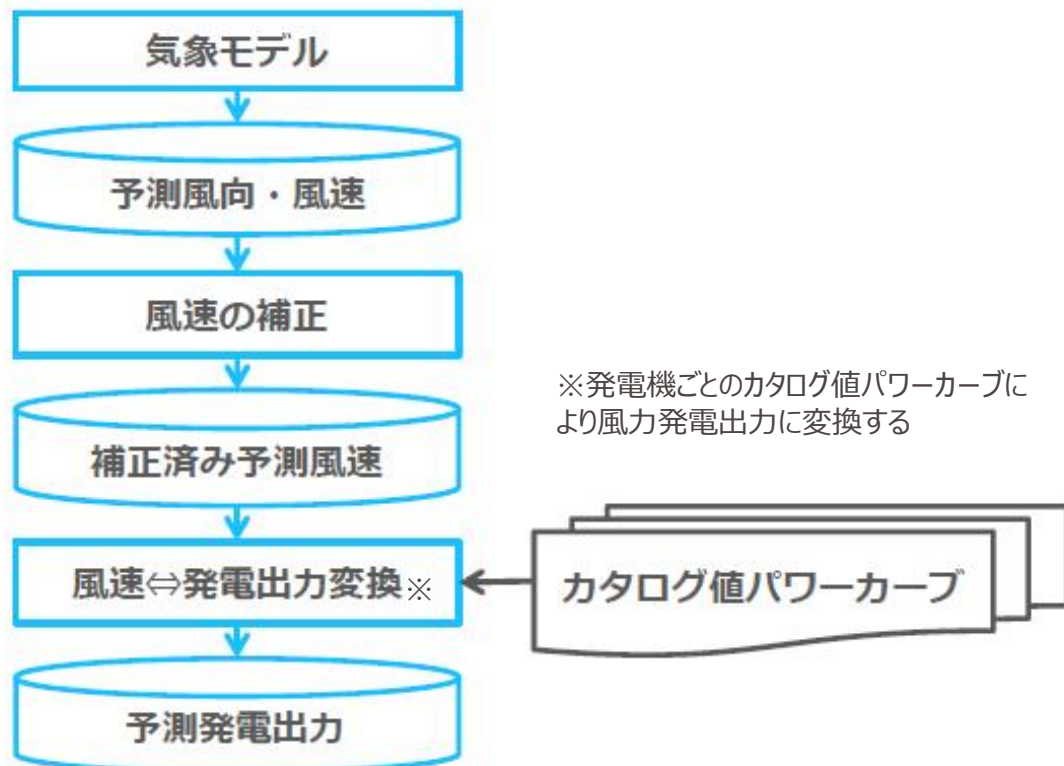 気象モデル
予測風向・風速
風速の補正
※発電機ごとのカタログ値パワーカーブに
より風力発電出力に変換する
補正済み予測風速
風速⇔発電出力変換※
カタログ値パワーカーブ
予測発電出力